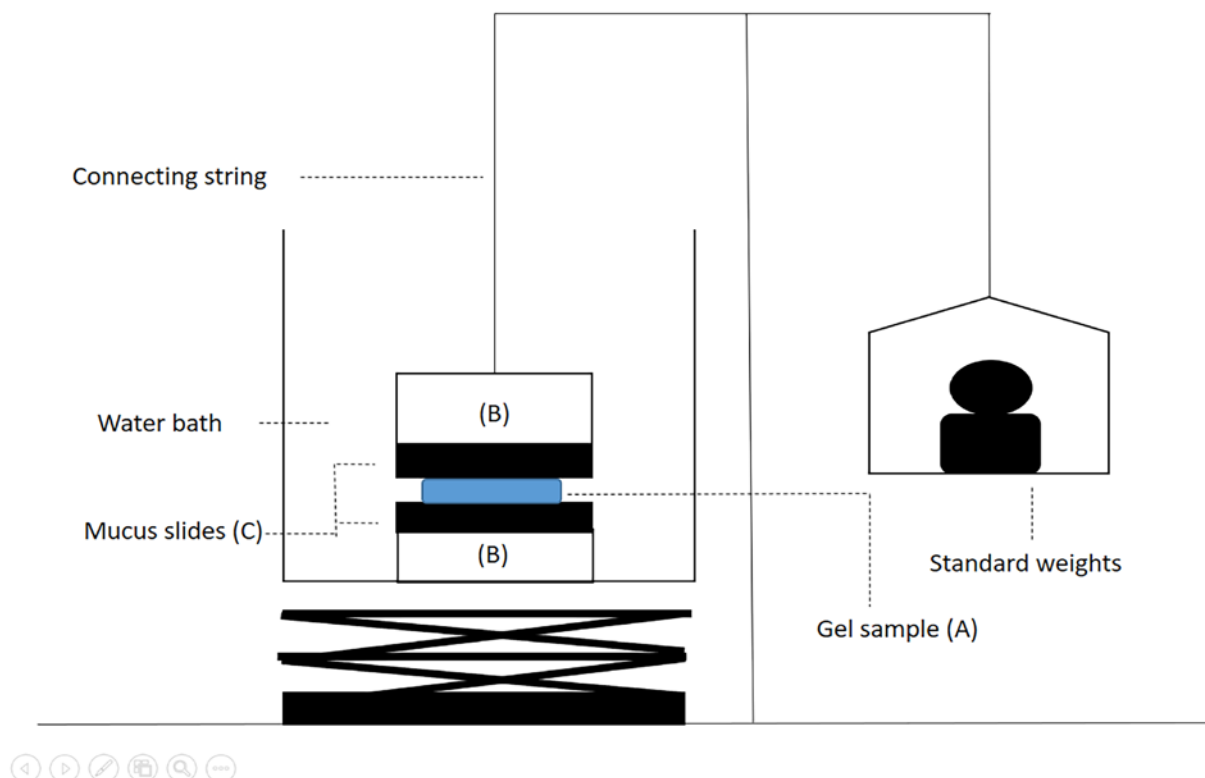 Connecting string
(B)
Water bath
Mucus slides (C)
(B)
Standard weights
Gel sample (A)